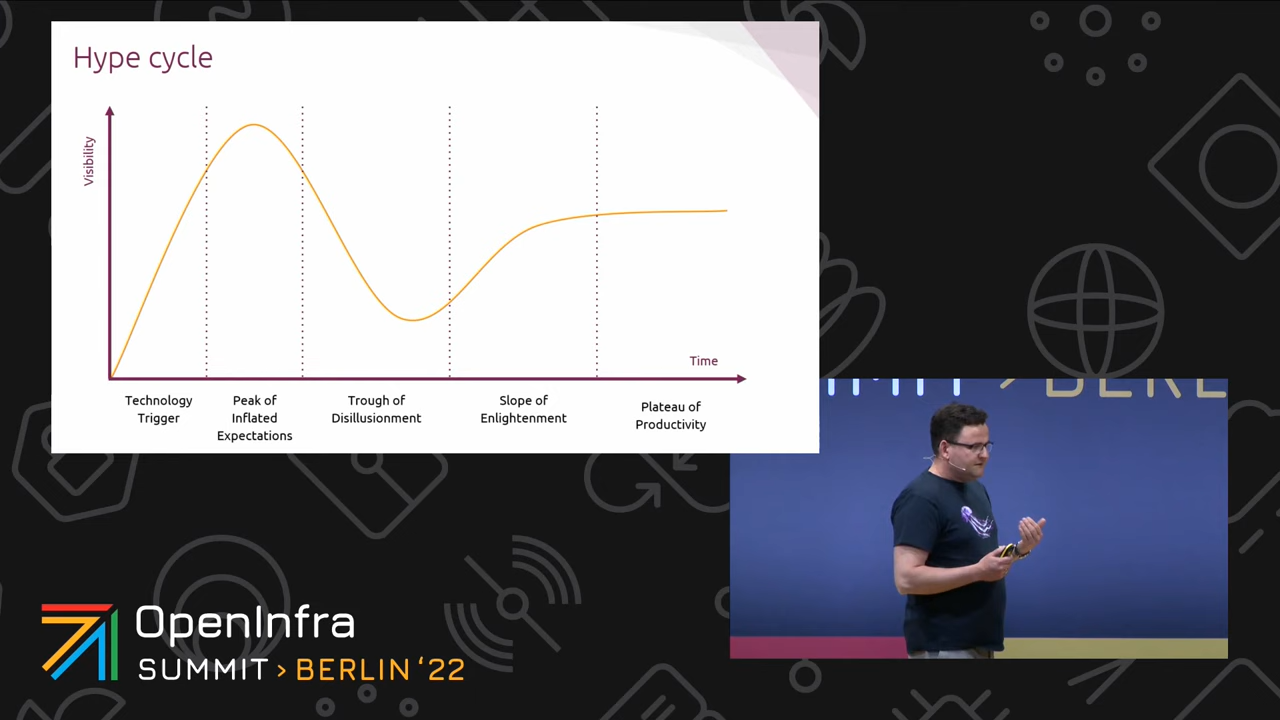 Hype cycle
Visibility
Time
Technology
Trigger
Peak of
Inflated
Expectations
Trough of
Disillusionment
Slope of
Enlightenment
Plateau of
Productivity
OpenInfra
SUMMIT > BERLIN ‘22